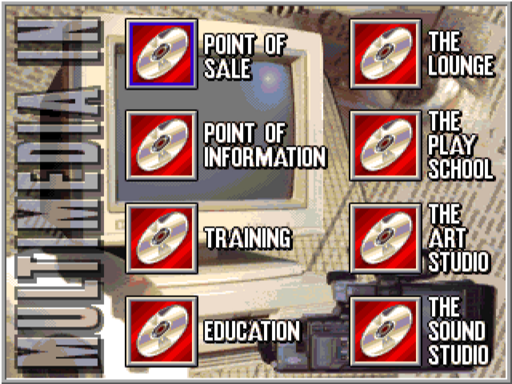 MULTIMEDIA IN
POINT OF
SALE
POINT OF
INFORMATION
TRAINING
EDUCATION
THE
LOUNGE
THE
PLAY
SCHOOL
THE
ART
STUDIO
THE
SOUND
STUDIO